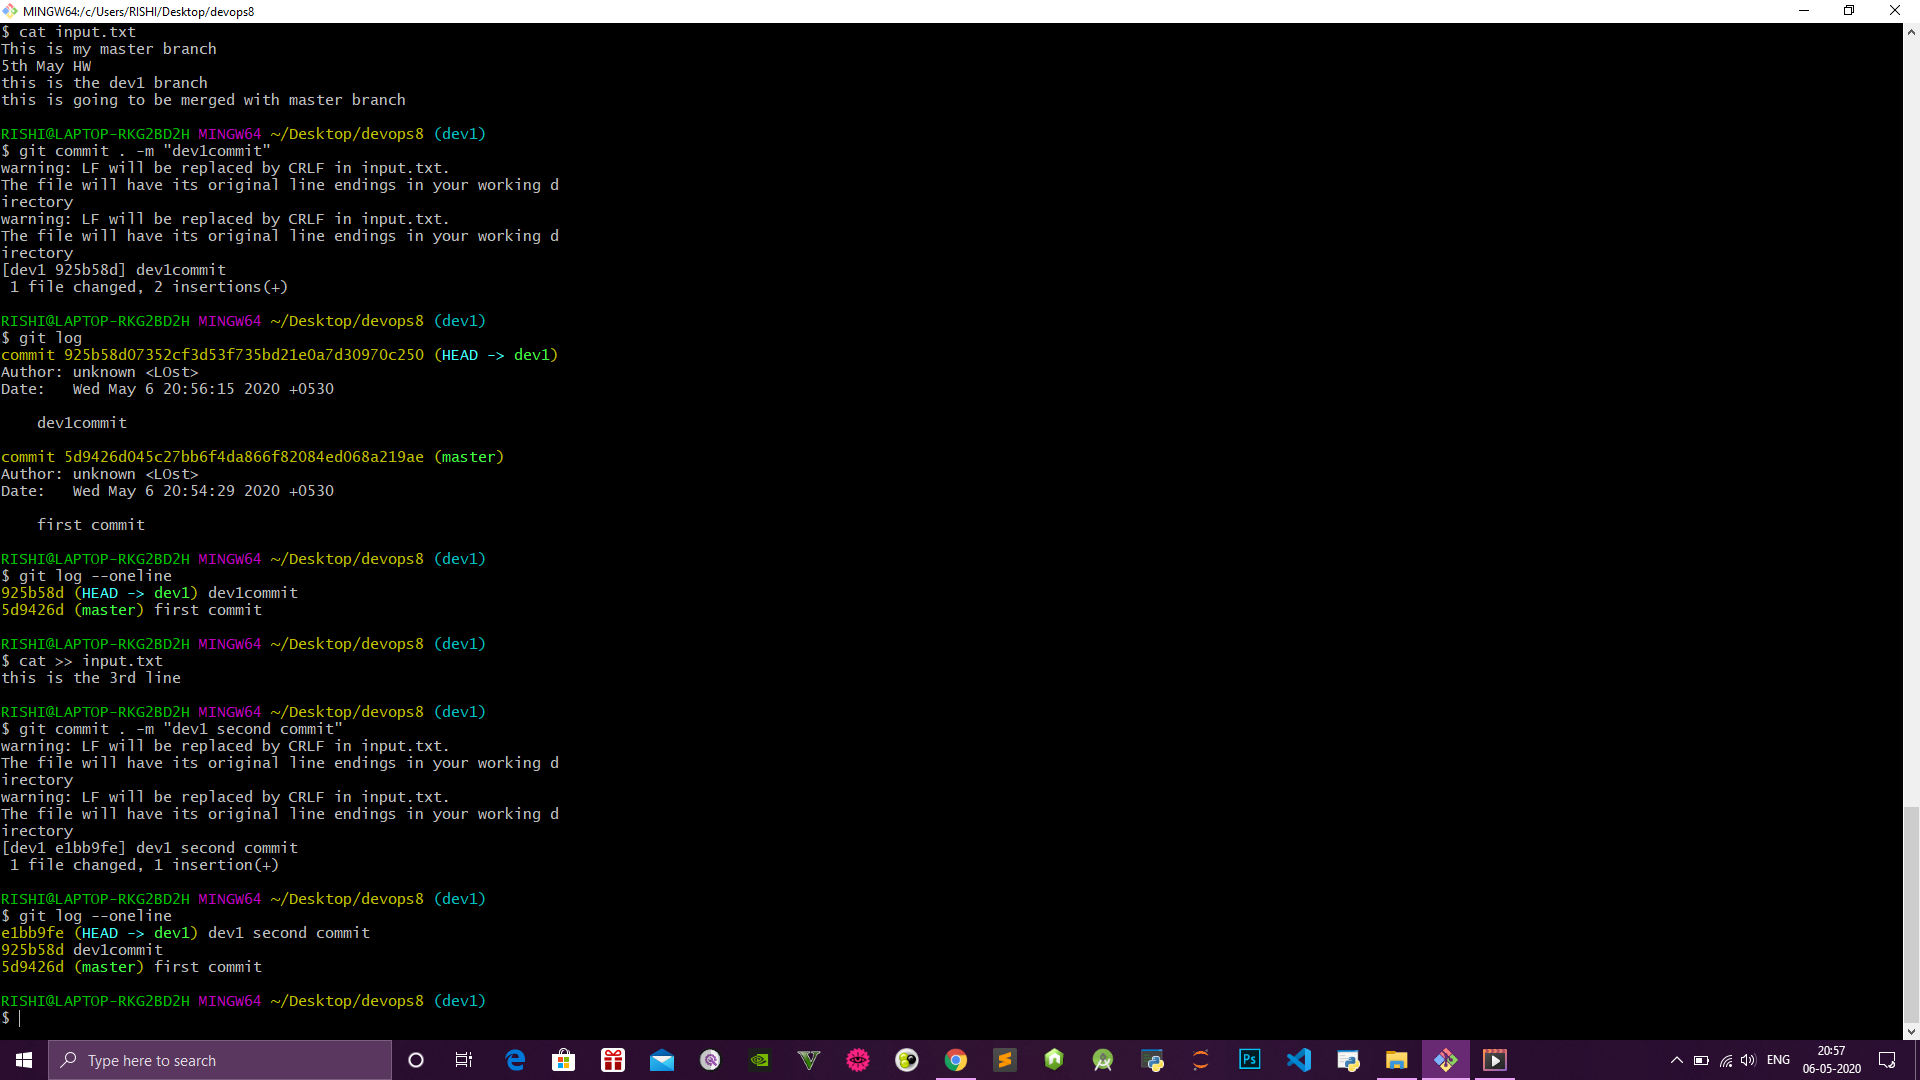 MINGW64:/c/Users/RISHI/Desktop/devops8
$ cat input.txt
This is my master branch
5th May HW
this is the dev1 branch
this is going to be merged with master branch
RISHI@LAPTOP-RKG2BD2H MINGW64 ~/Desktop/devops8 (dev1)
$ git commit . -m "dev1commit"
warning: LF will be replaced by CRLF in input.txt.
The file will have its original line endings in your working d
irectory
warning: LF will be replaced by CRLF in input.txt.
The file will have its original line endings in your working d
irectory
[dev1 925b58d] dev1commit
 1 file changed, 2 insertions(+)
RISHI@LAPTOP-RKG2BD2H MINGW64 ~/Desktop/devops8 (dev1)
$ git log
commit 925b58d07352cf3d53f735bd21e0a7d30970c250 (HEAD -> dev1)
Author: unknown <LOst>
Date:   Wed May 6 20:56:15 2020 +0530
    dev1commit
commit 5d9426d045c27bb6f4da866f82084ed068a219ae (master)
Author: unknown <LOst>
Date:   Wed May 6 20:54:29 2020 +0530
    first commit
RISHI@LAPTOP-RKG2BD2H MINGW64 ~/Desktop/devops8 (dev1)
$ git log --oneline
925b58d (HEAD -> dev1) dev1commit
5d9426d (master) first commit
RISHI@LAPTOP-RKG2BD2H MINGW64 ~/Desktop/devops8 (dev1)
$ cat >> input.txt
this is the 3rd line
RISHI@LAPTOP-RKG2BD2H MINGW64 ~/Desktop/devops8 (dev1)
$ git commit . -m "dev1 second commit"
warning: LF will be replaced by CRLF in input.txt.
The file will have its original line endings in your working d
irectory
warning: LF will be replaced by CRLF in input.txt.
The file will have its original line endings in your working d
irectory
[dev1 e1bb9fe] dev1 second commit
 1 file changed, 1 insertion(+)
RISHI@LAPTOP-RKG2BD2H MINGW64 ~/Desktop/devops8 (dev1)
$ git log --oneline
e1bb9fe (HEAD -> dev1) dev1 second commit
925b58d dev1commit
5d9426d (master) first commit
RISHI@LAPTOP-RKG2BD2H MINGW64 ~/Desktop/devops8 (dev1)
$
Type here to search
Ps
ENG
20:57
06-05-2020